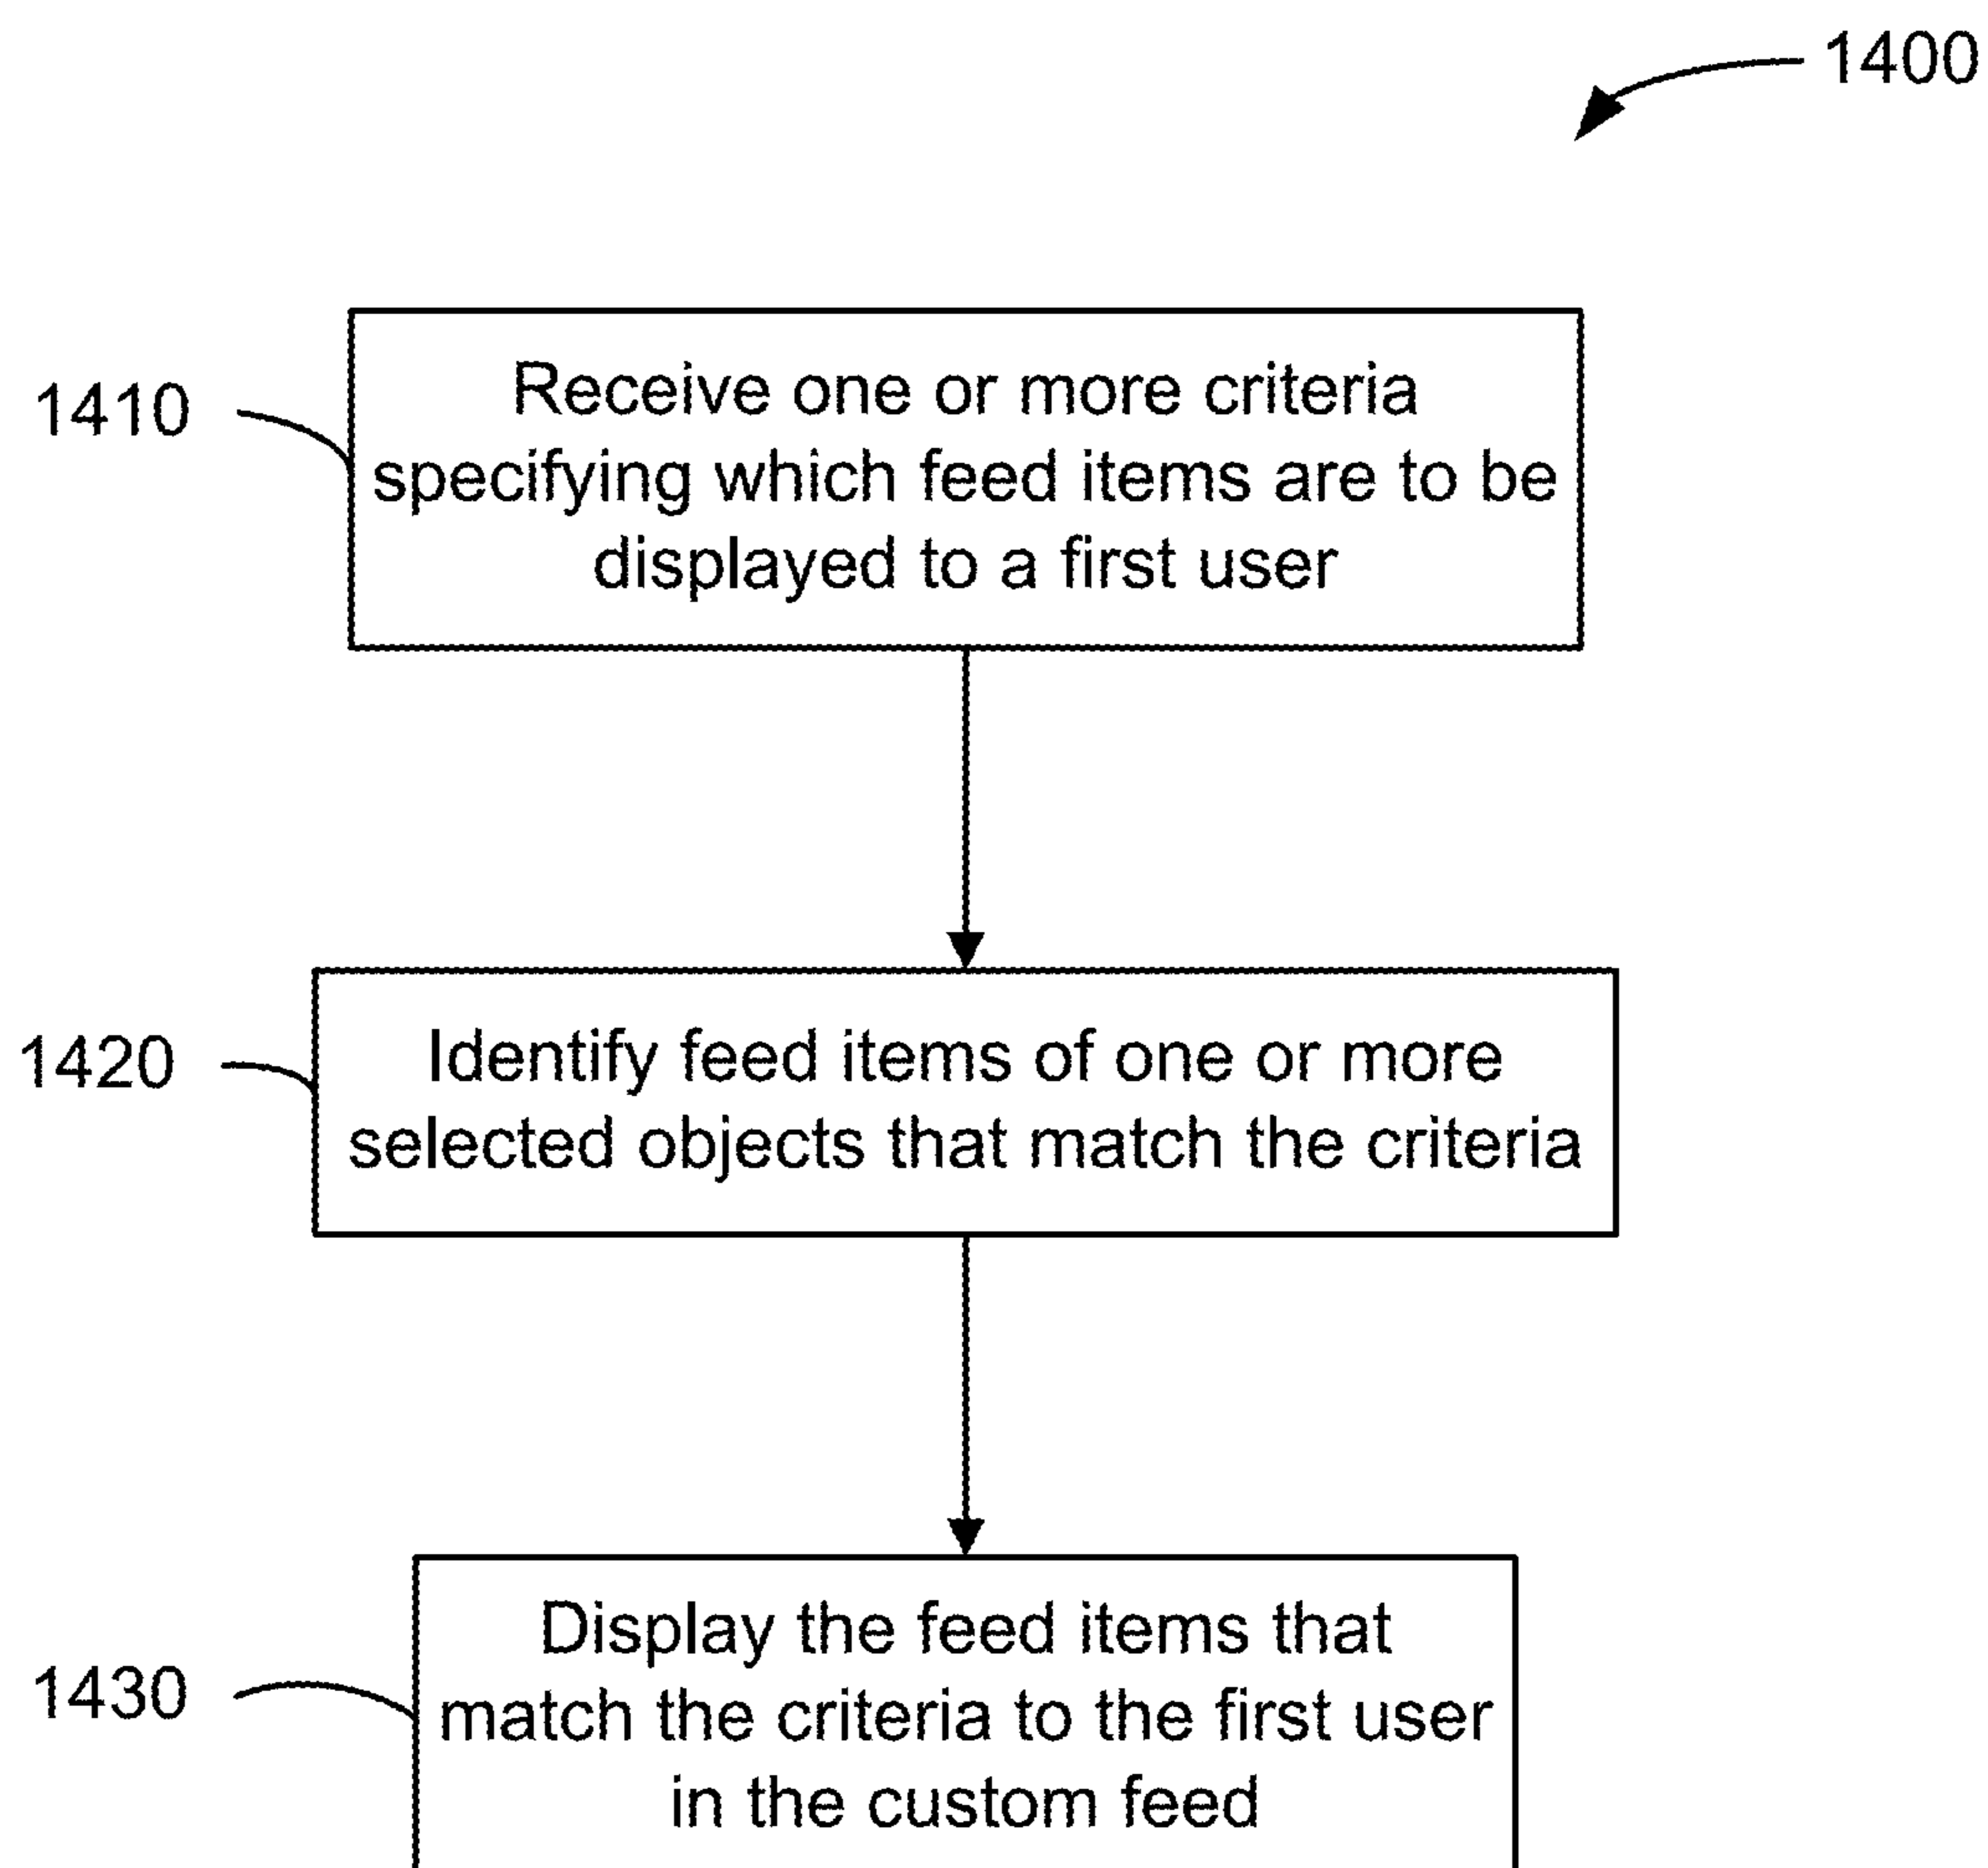 1400
1410
Receive one or more criteria
specifying which feed items are to be
displayed to a first user
1420
Identify feed items of one or more
selected objects that match the criteria
1430
Display the feed items that
match the criteria to the first user
in the custom feed